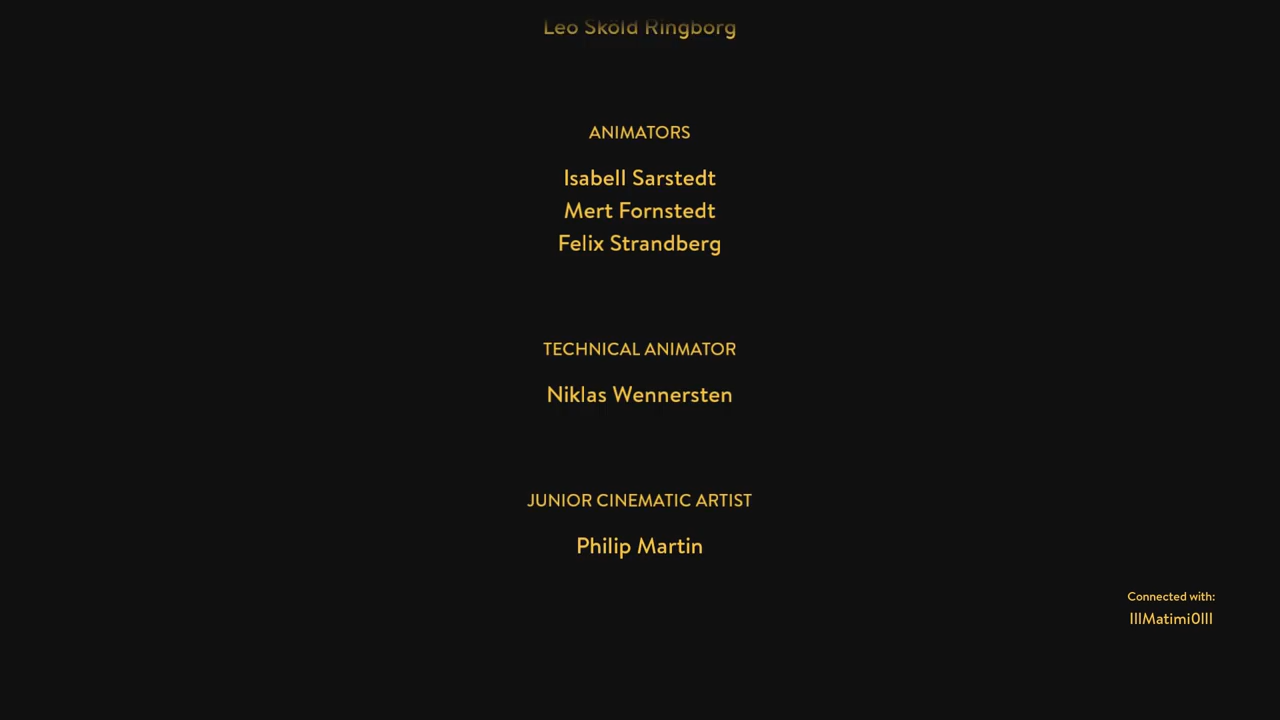 Leo Sköld Ringborg
ANIMATORS
Isabell Sarstedt
Mert Fornstedt
Felix Strandberg
TECHNICAL ANIMATOR
Niklas Wennersten
JUNIOR CINEMATIC ARTIST
Philip Martin
Connected with:
IIIMatimi0III